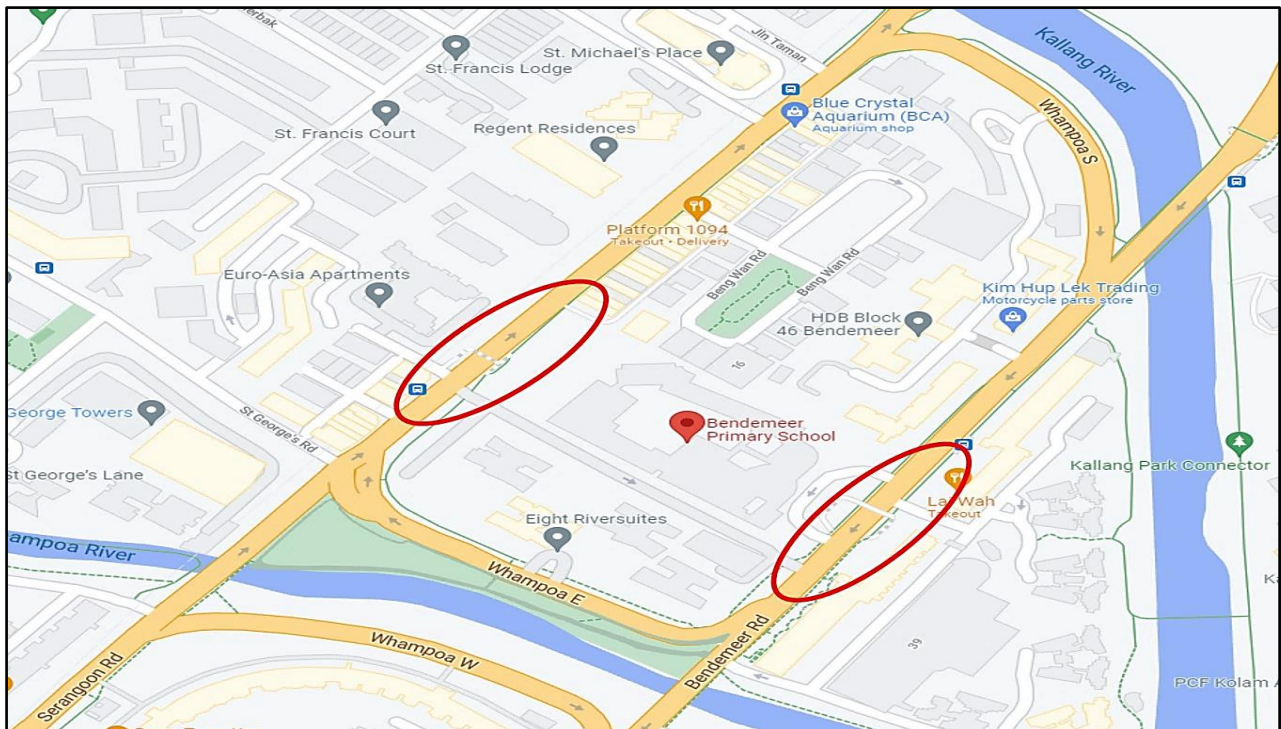 erbak
Jln Taman
St. Michael's Place
Kallang River
St. Francis Lodge
Blue Crystal
Aquarium (BCA)
Aquarium shop
Whampoa S
St. Francis Court
Regent Residences
Platform 1094
Takeout • Delivery
Beng Wan Rd
Beng Wan Rd
Euro-Asia Apartments
Kim Hup Lek Trading
Motorcycle parts store
HDB Block
46 Bendemeer
16
George Towers
St George's Rd
Bendemeer
Primary School
St George's Lane
Kallang Park Connector
Lai Wah
Takeout
Eight Riversuites
ampoa River
Whampoa E
Whampoa W
Bendemeer Rd
39
Serangoon Rd
PCF Kolam A